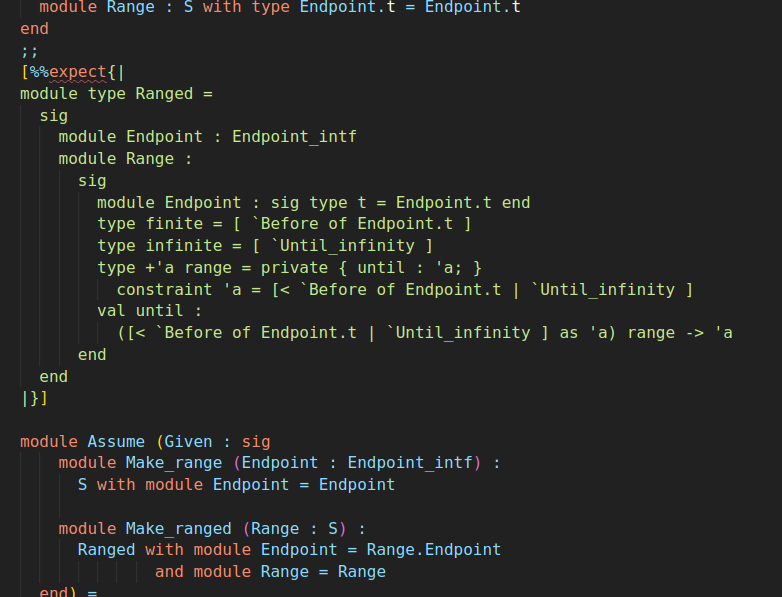 module Range : S with type Endpoint.t = Endpoint.t
end
;;
[%%expect{|
module type Ranged =
sig
module Endpoint : Endpoint_intf
module Range :
sig
module Endpoint : sig type t = Endpoint.t end
type finite = [ `Before of Endpoint.t ]
type infinite = [ `Until_infinity ]
type +'a range = private { until : 'a; }
constraint 'a = [< `Before of Endpoint.t | `Until_infinity ]
val until :
([< `Before of Endpoint.t | `Until_infinity ] as 'a) range -> 'a
end
end
|}]
module Assume (Given : sig
module Make_range (Endpoint : Endpoint_intf) :
S with module Endpoint = Endpoint
module Make_ranged (Range : S) :
Ranged with module Endpoint = Range.Endpoint
and module Range = Range
end) =